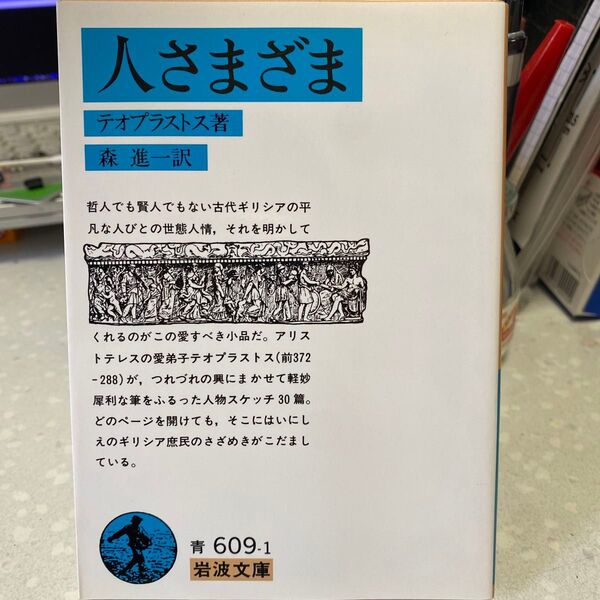 人さまざま
テオプラストス著
森 進一訳
哲人でも賢人でもない古代ギリシアの平
凡な人びとの世態人情，それを明かして
くれるのがこの愛すべき小品だ。アリス
トテレスの愛弟子テオプラストス(前372
-288)が，つれづれの興にまかせて軽妙
犀利な筆をふるった人物スケッチ30篇。
どのページを開けても，そこにはいにし
えのギリシア庶民のさざめきがこだまし
ている。
青 609-1
岩波文庫